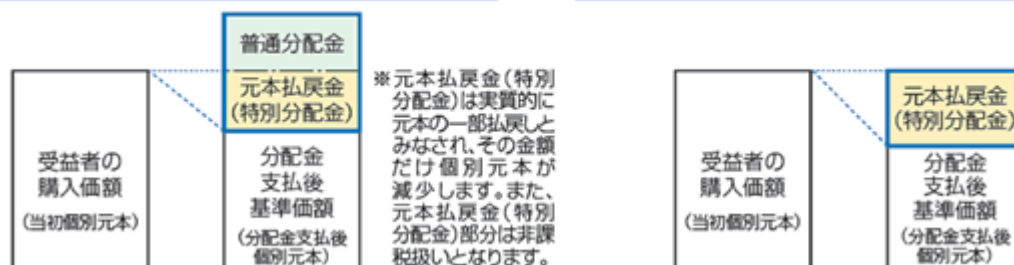 普通分配金
元本払戻金
(特別分配金)
受益者の
購入価額
(当初個別元本)
分配金
支払後
基準価額
(分配金支払後
個別元本)
※元本払戻金(特別
分配金)は実質的に
元本の一部払戻しと
みなされ、その金額
だけ個別元本が
減少します。また、
元本払戻金(特別
分配金)部分は非課
税扱いとなります。
受益者の
購入価額
(当初個別元本)
元本払戻金
(特別分配金)
分配金
支払後
基準価額
(分配金支払後
個別元本)